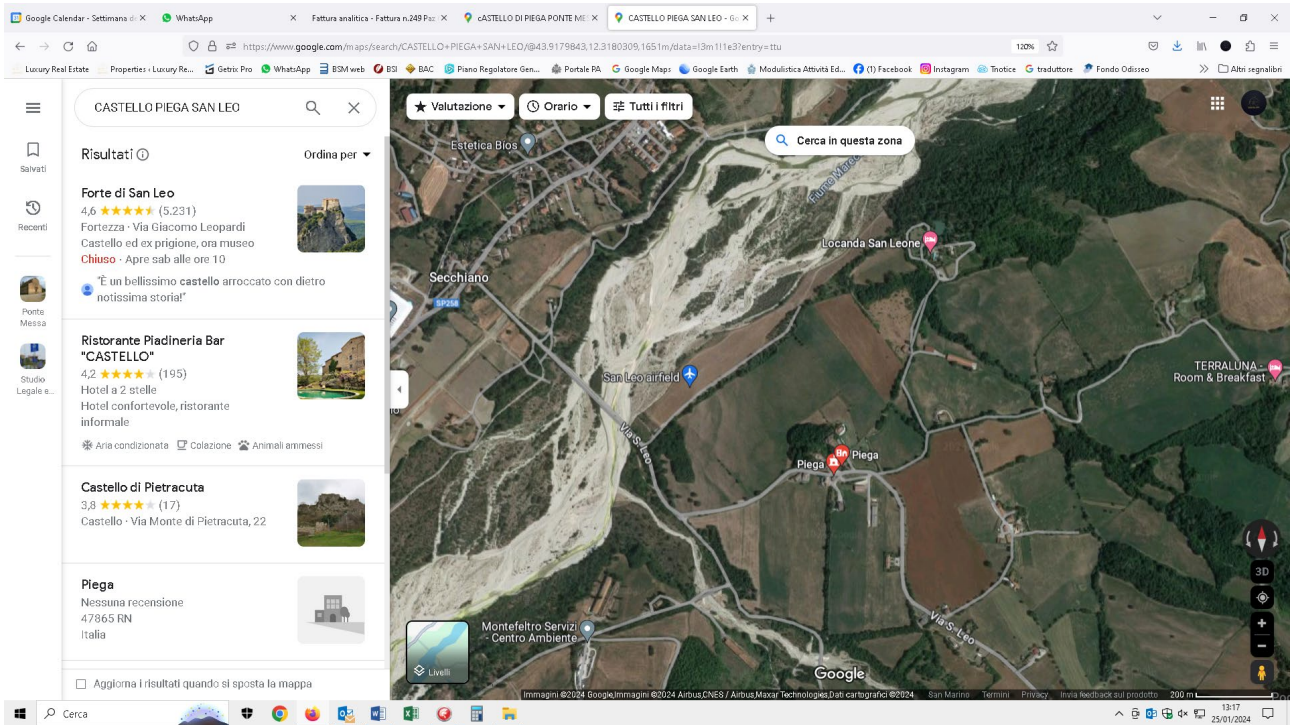 Google Calendar - Settimana d
WhatsApp
Fattura analitica - Fattura n.249 Pa
cASTELLO DI PIEGA PONTE ME
CASTELLO PIEGA SAN LEO - Go
https://www.google.com/maps/search/CASTELLO+PIEGA+SAN+LEO/@43.9179843,12.3180309,1651m/data=!3m1!1e3?entry=ttu
120%
Luxury Real Estate
Properties ‹ Luxury Re...
Getrix Pro
WhatsApp
BSM web
BSI
BAC
Piano Regolatore Gen...
Portale PA
Google Maps
Google Earth
Modulistica Attività Ed...
(1) Facebook
Instagram
Tnotice
G traduttore
Fondo Odisseo
Altri segnalibri
CASTELLO PIEGA SAN LEO
Salvati
Recenti
Ponte
Messa
Studio
Legale e...
Risultati
Ordina per
Forte di San Leo
4,6 (5.231)
Fortezza · Via Giacomo Leopardi
Castello ed ex prigione, ora museo
Chiuso · Apre sab alle ore 10
"È un bellissimo castello arroccato con dietro
notissima storia!"
Ristorante Piadineria Bar
"CASTELLO"
4,2 (195)
Hotel a 2 stelle
Hotel confortevole, ristorante
informale
Aria condizionata Colazione Animali ammessi
Castello di Pietracuta
3,8 (17)
Castello · Via Monte di Pietracuta, 22
Piega
Nessuna recensione
47865 RN
Italia
Aggiorna i risultati quando si sposta la mappa
Valutazione
Orario
Tutti i filtri
Cerca in questa zona
Estetica Bios
Fiume Marec
Locanda San Leone
Secchiano
SP258
San Leo airfield
TERRALUNA -
Room & Breakfast
Via S. Leo
Piega
Piega
Via S. Leo
Montefeltro Servizi
- Centro Ambiente
Livelli
Google
3D
Immagini ©2024 Google,Immagini ©2024 Airbus,CNES / Airbus,Maxar Technologies,Dati cartografici ©2024
San Marino
Termini
Privacy
Invia feedback sul prodotto
200 m
Cerca
13:17
25/01/2024